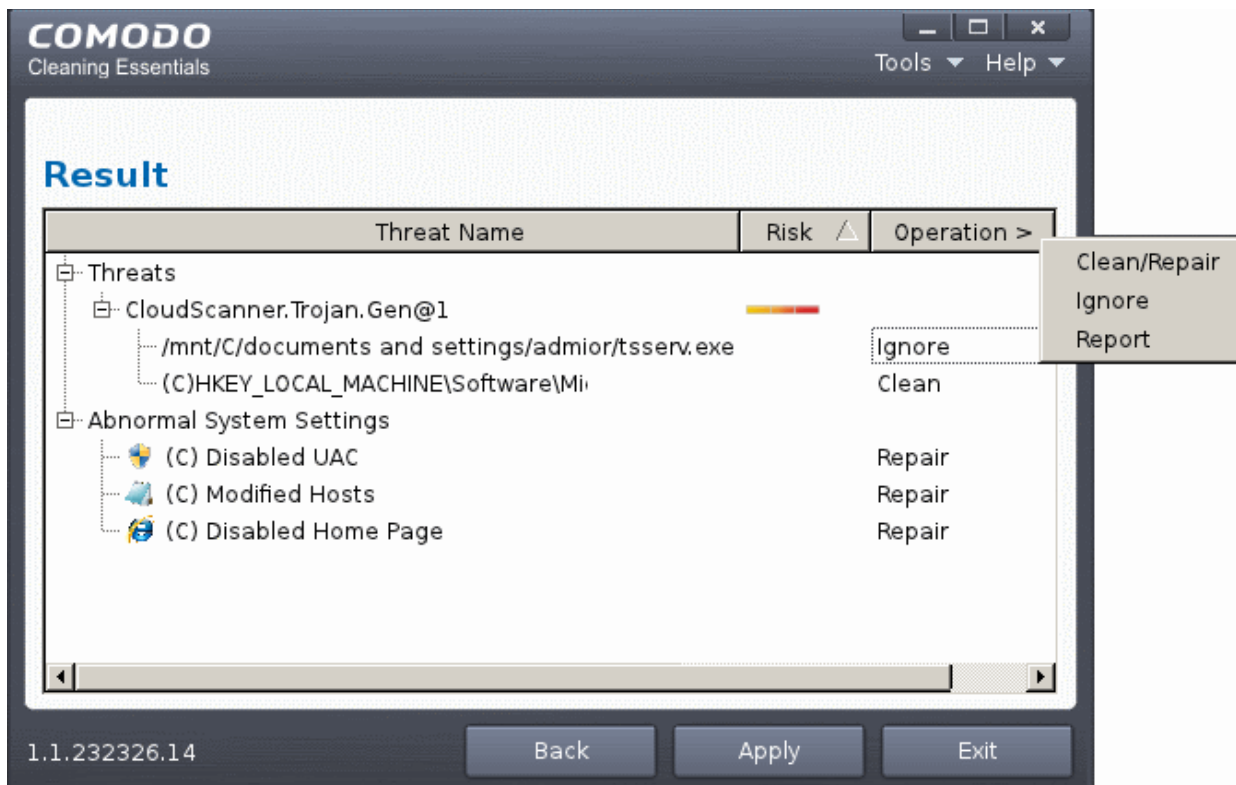 COMODO
Cleaning Essentials
Tools Help
Result
Threat Name Risk Operation >
Clean/Repair
Ignore
Report
Threats
CloudScanner.Trojan.Gen@1
/mnt/C/documents and settings/admior/tsserv.exe Ignore
(C)HKEY_LOCAL_MACHINE\Software\Mi Clean
Abnormal System Settings
(C) Disabled UAC Repair
(C) Modified Hosts Repair
(C) Disabled Home Page Repair
1.1.232326.14 Back Apply Exit